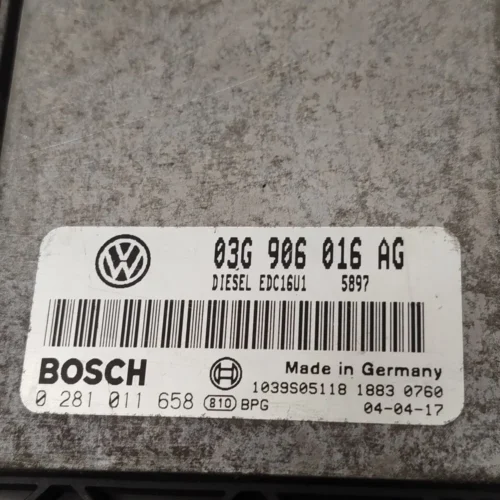 03G 906 016 AG
DIESEL EDC16U1 5897
BOSCH
Made in Germany
1039S05118 1883 0760
0 281 011 658 810 BPG
04-04-17